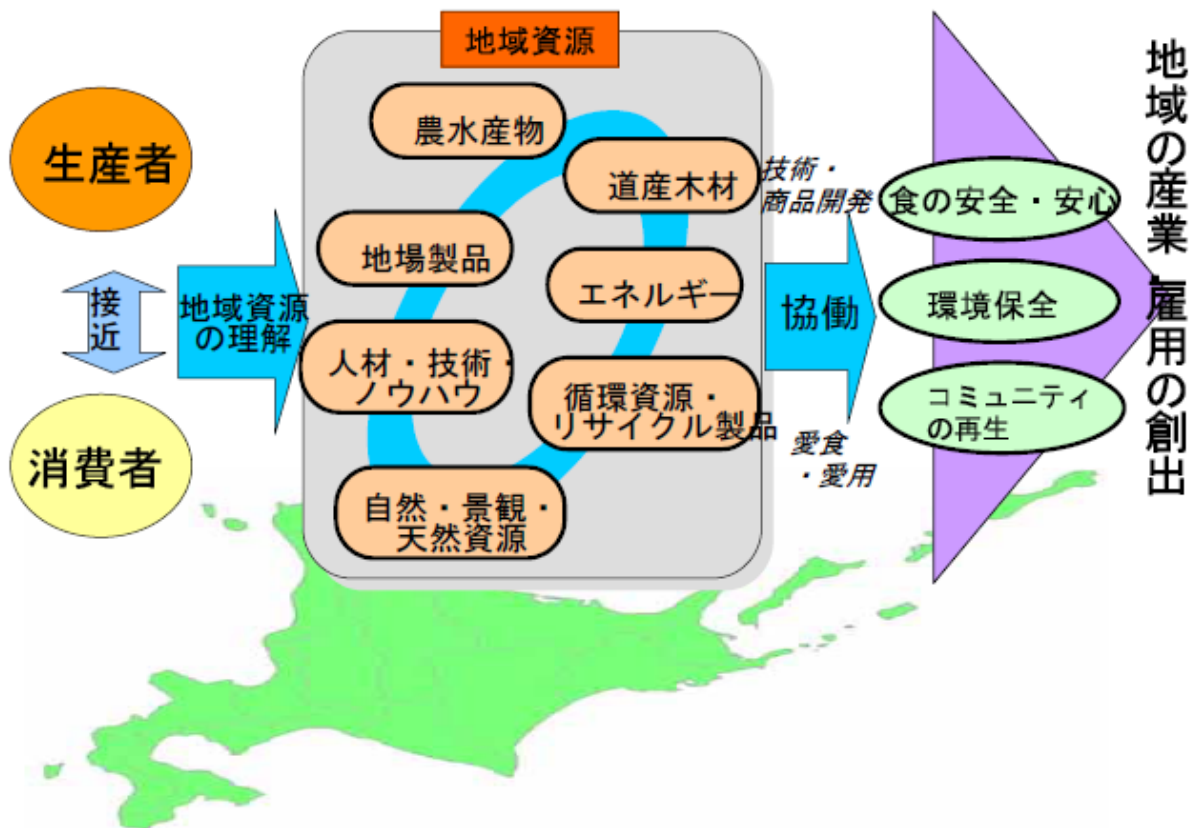 地域資源
生産者
接近
消費者
地域資源
の理解
農水産物
道産木材
地場製品
エネルギー
人材・技術・
ノウハウ
循環資源・
リサイクル製品
自然・景観・
天然資源
技術・
商品開発
協働
愛食
・愛用
食の安全・安心
環境保全
コミュニティ
の再生
地域の産業・雇用の創出